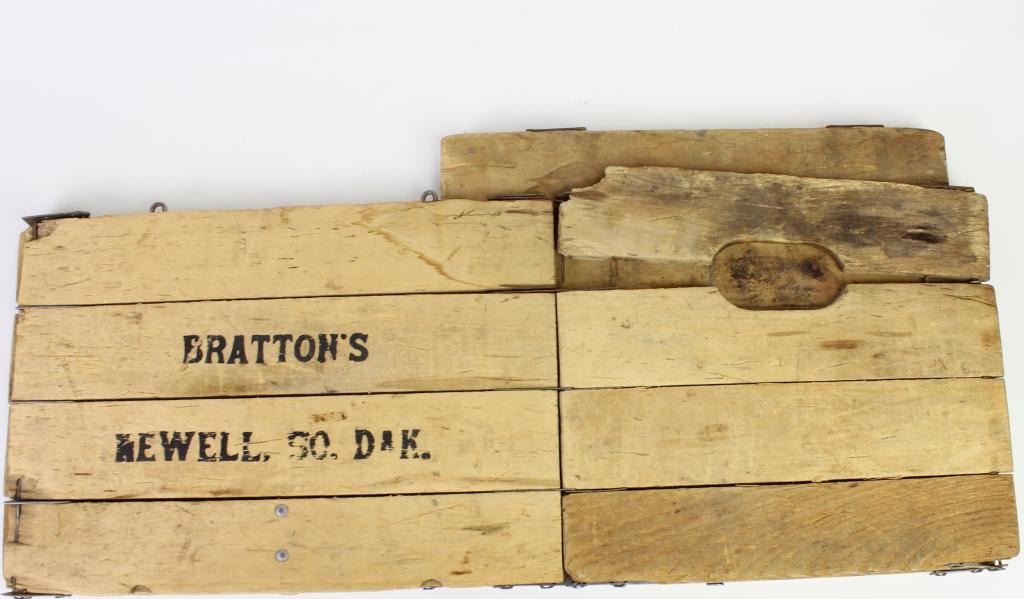 BRATTON'S
NEWELL, SO. DAK.